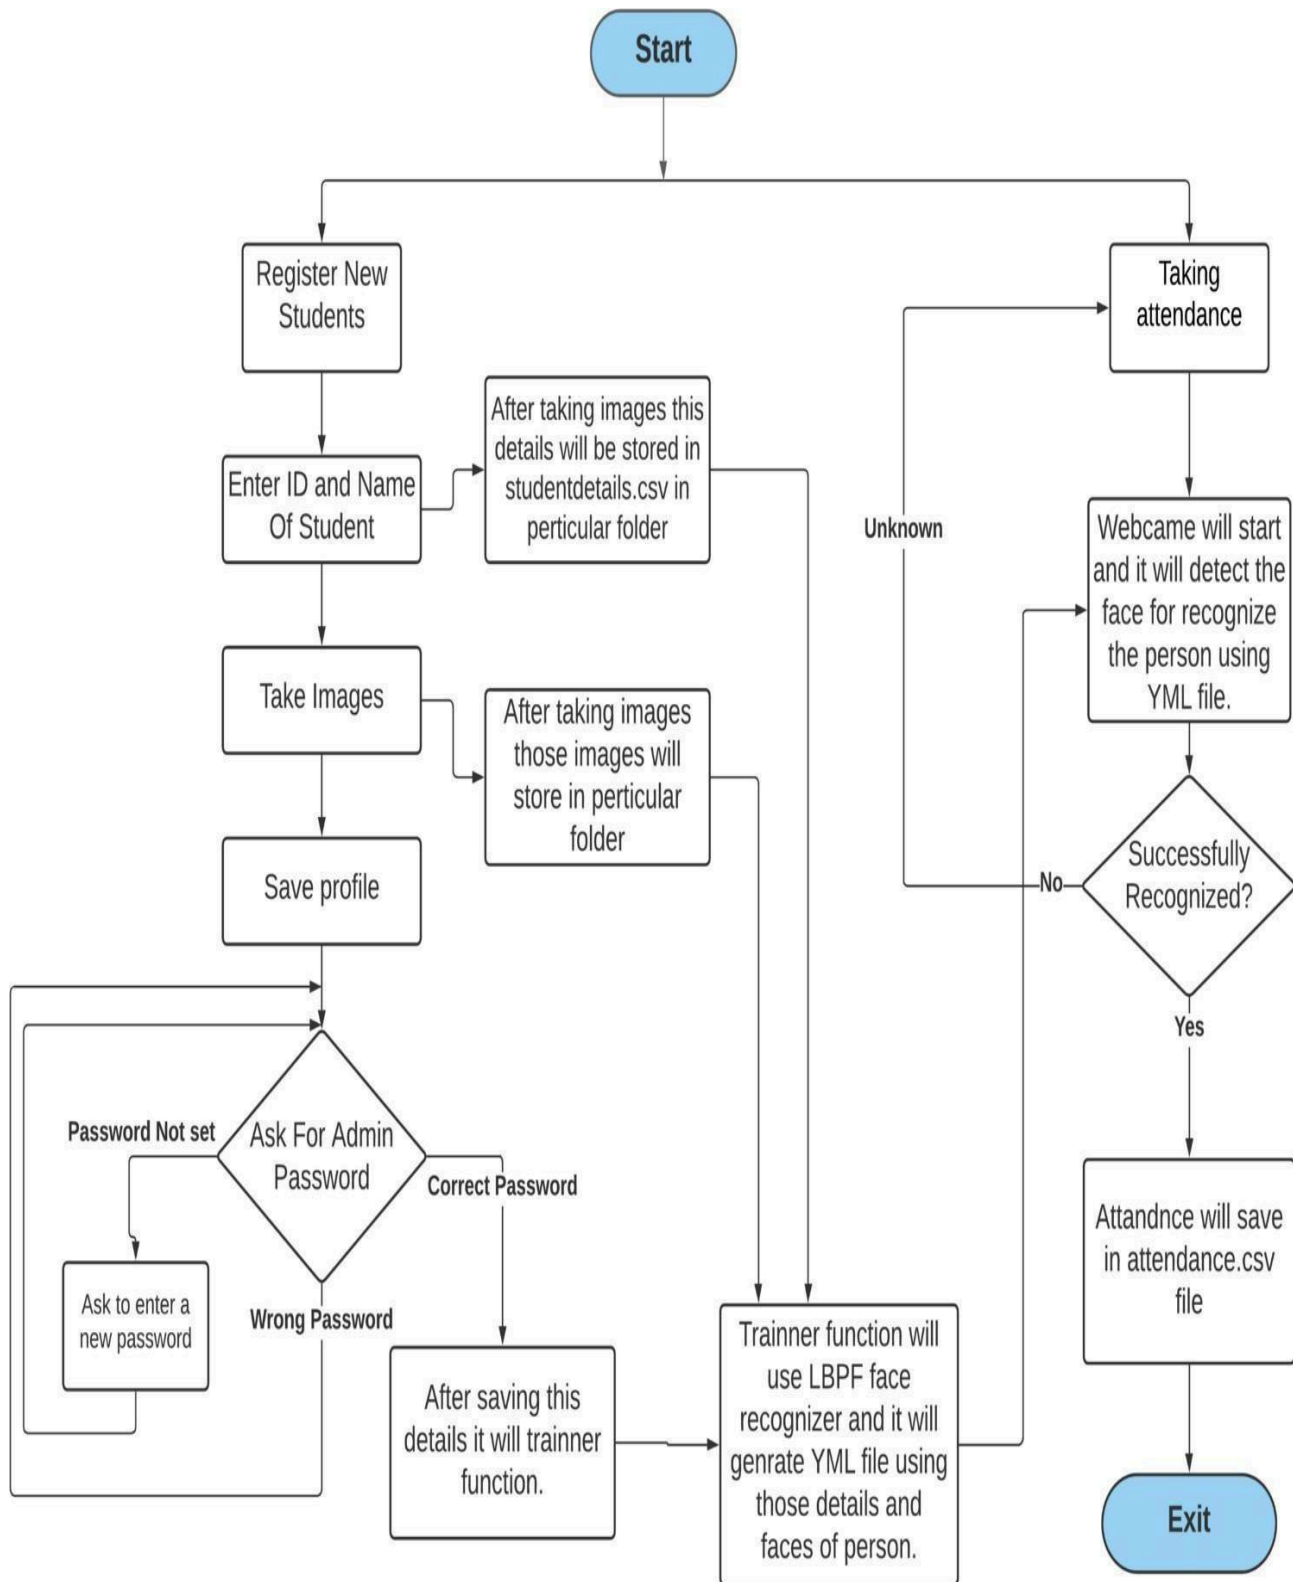 Start
Register New
Students
Taking
attendance
After taking images this
details will be stored in
studentdetails.csv in
perticular folder
Enter ID and Name
Of Student
Unknown
Webcame will start
and it will detect the
face for recognize
the person using
YML file.
Take Images
After taking images
those images will
store in perticular
folder
Save profile
No
Successfully
Recognized?
Yes
Password Not set
Ask For Admin
Password
Correct Password
Attandnce will save
in attendance.csv
file
Ask to enter a
new password
Wrong Password
After saving this
details it will trainner
function.
Trainner function will
use LBPF face
recognizer and it will
genrate YML file using
those details and
faces of person.
Exit